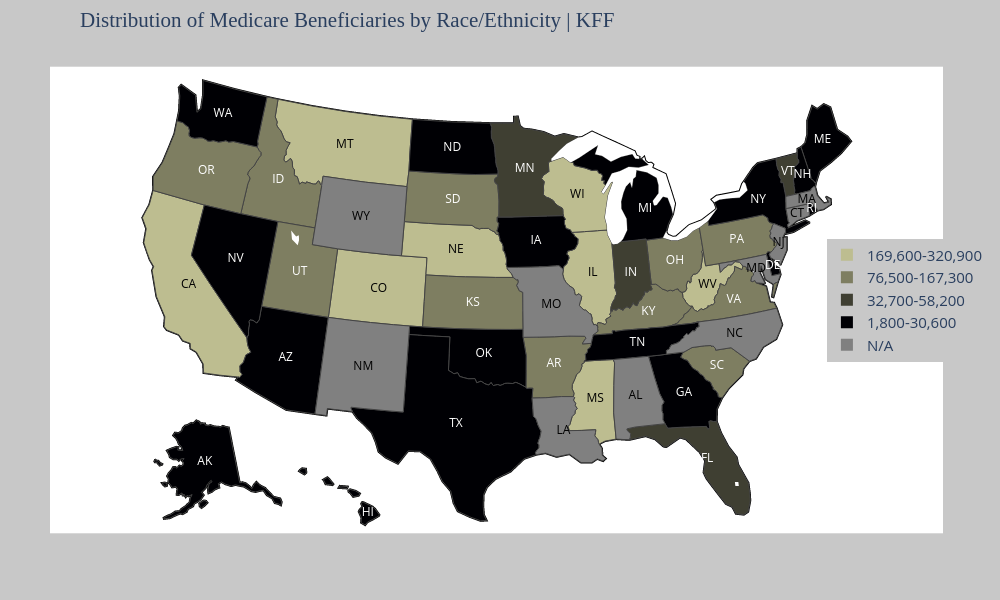 Distribution of Medicare Beneficiaries by Race/Ethnicity | KFF
WA
ME
MT
ND
VT
NH
OR
MN
ID
WI
SD
NY
MA
WY
MI
CT
RI
IA
PA
NJ
NE
NV
OH
DE
UT
IL
IN
MD
CA
CO
WV
VA
KS
MO
KY
NC
TN
AZ
OK
NM
AR
SC
MS
AL
GA
TX
LA
FL
AK
HI
169,600-320,900
76,500-167,300
32,700-58,200
1,800-30,600
N/A